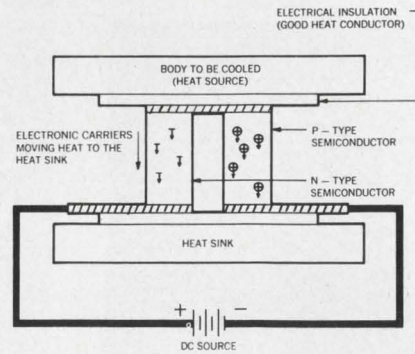 ELECTRICAL INSULATION
(GOOD HEAT CONDUCTOR)
BODY TO BE COOLED
(HEAT SOURCE)
ELECTRONIC CARRIERS
MOVING HEAT TO THE
HEAT SINK
P – TYPE
SEMICONDUCTOR
N – TYPE
SEMICONDUCTOR
HEAT SINK
+ –
DC SOURCE